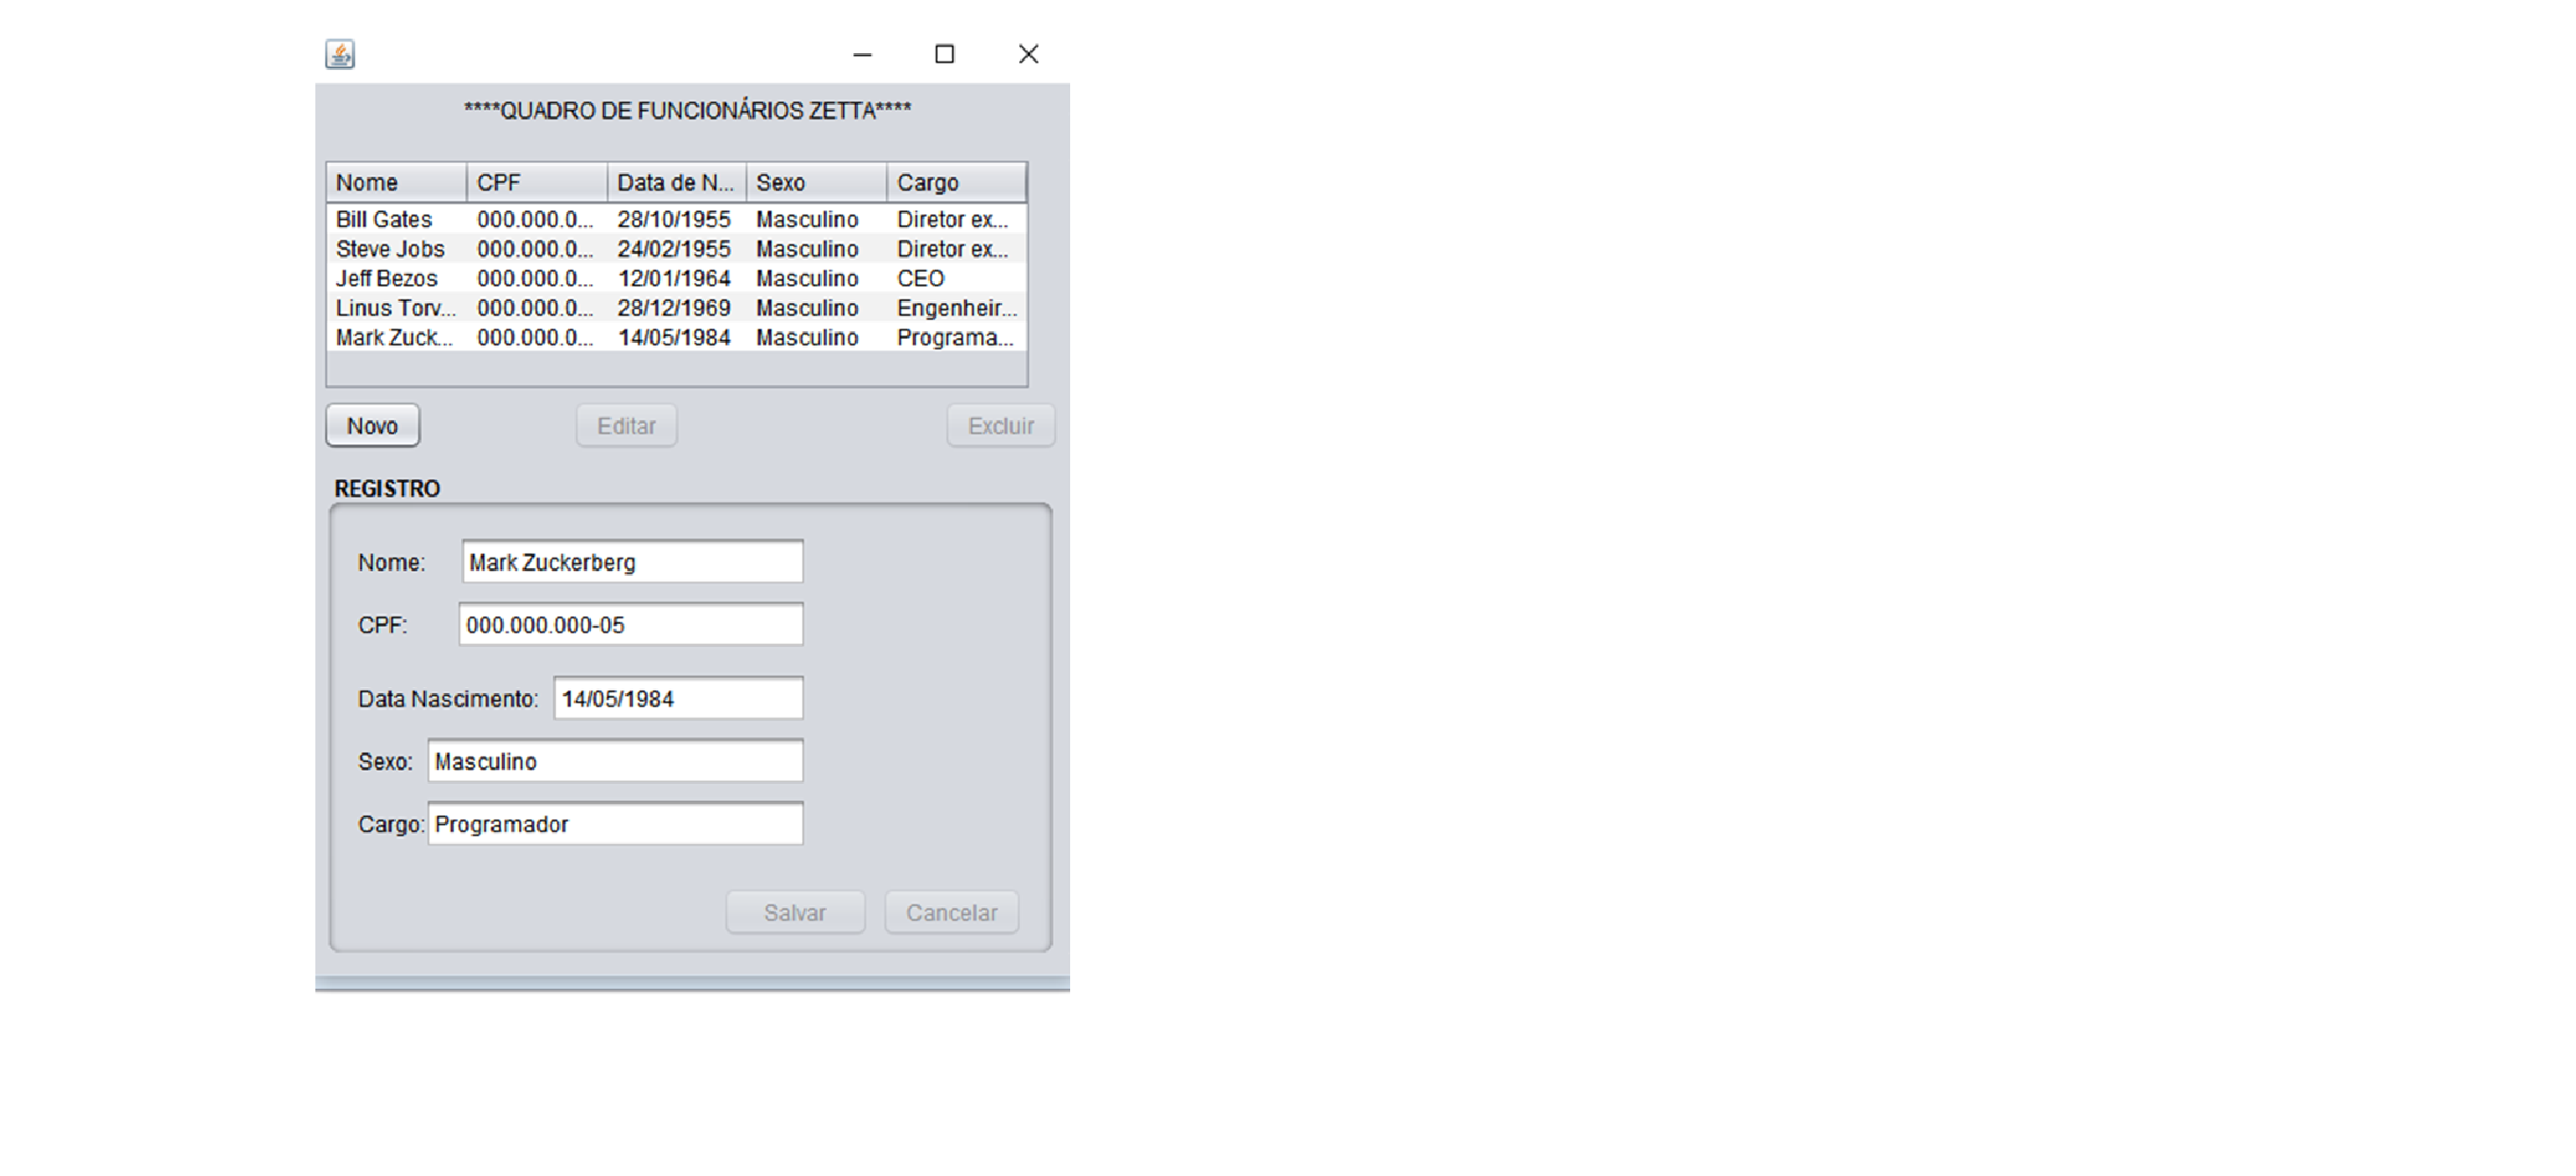 ****QUADRO DE FUNCIONÁRIOS ZETTA****
Nome CPF Data de N... Sexo Cargo
Bill Gates 000.000.0... 28/10/1955 Masculino Diretor ex...
Steve Jobs 000.000.0... 24/02/1955 Masculino Diretor ex...
Jeff Bezos 000.000.0... 12/01/1964 Masculino CEO
Linus Torv... 000.000.0... 28/12/1969 Masculino Engenheir...
Mark Zuck... 000.000.0... 14/05/1984 Masculino Programa...
Novo Editar Excluir
REGISTRO
Nome: Mark Zuckerberg
CPF: 000.000.000-05
Data Nascimento: 14/05/1984
Sexo: Masculino
Cargo: Programador
Salvar Cancelar